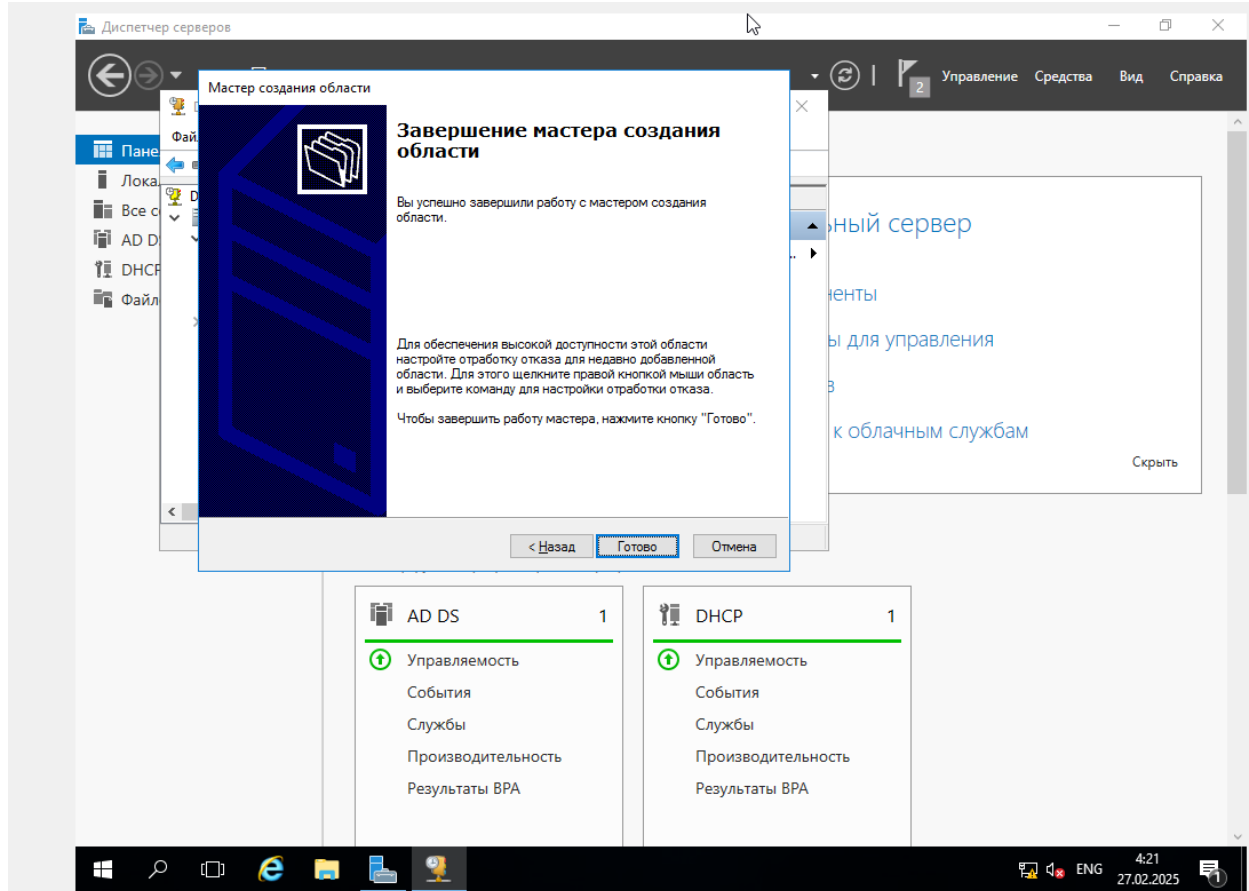 Диспетчер серверов
2
Управление Средства Вид Справка
Мастер создания области
Завершение мастера создания
области
Вы успешно завершили работу с мастером создания
области.
Для обеспечения высокой доступности этой области
настройте отработку отказа для недавно добавленной
области. Для этого щелкните правой кнопкой мыши область
и выберите команду для настройки отработки отказа.
Чтобы завершить работу мастера, нажмите кнопку "Готово".
< Назад Готово Отмена
Фай
Пане
Лока
Все с
AD D
DHCP
Файл
D
ьный сервер
ненты
ы для управления
в
к облачным службам
Скрыть
AD DS 1
Управляемость
События
Службы
Производительность
Результаты BPA
DHCP 1
Управляемость
События
Службы
Производительность
Результаты BPA
ENG
4:21
27.02.2025
1